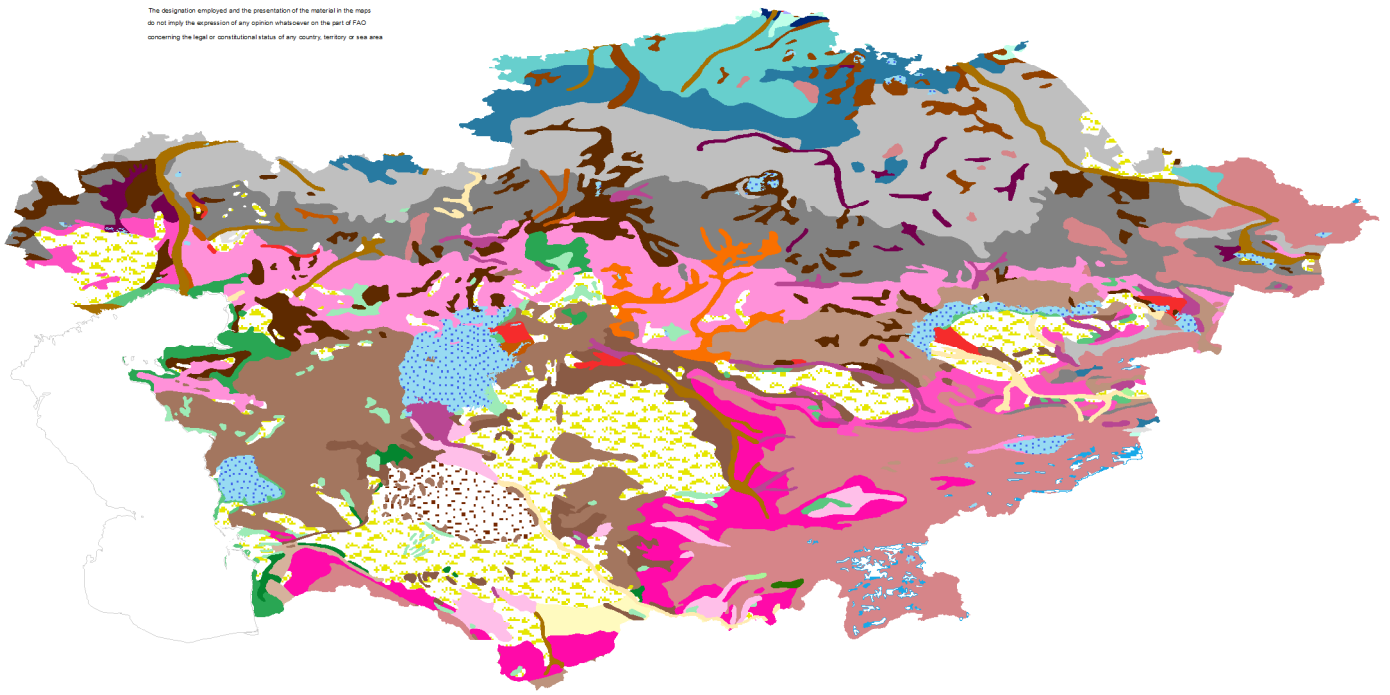 The designation employed and the presentation of the material in the maps
do not imply the expression of any opinion whatsoever on the part of FAO
concerning the legal or constitutional status of any country, territory or sea area